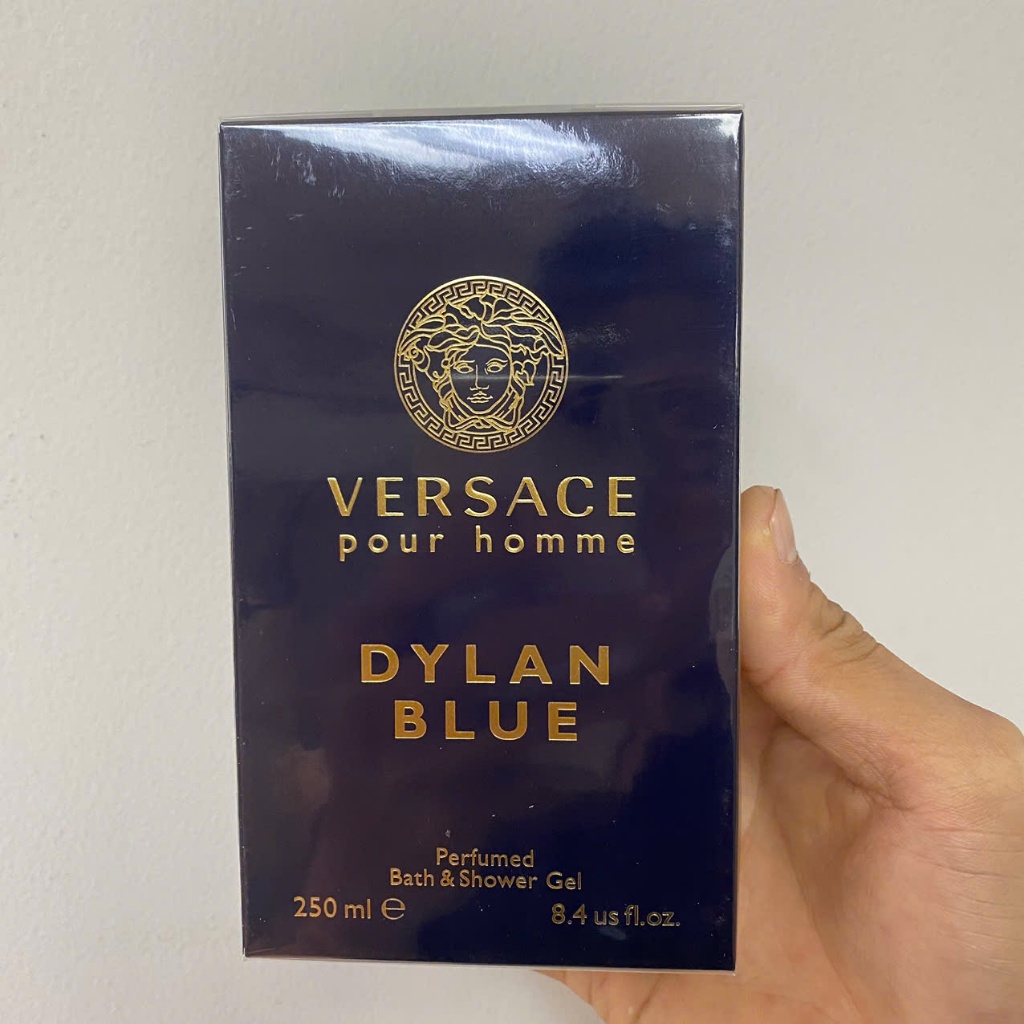 VERSACE
pour homme
DYLAN
BLUE
Perfumed
Bath & Shower Gel
250 ml ℮
8.4 us fl.oz.